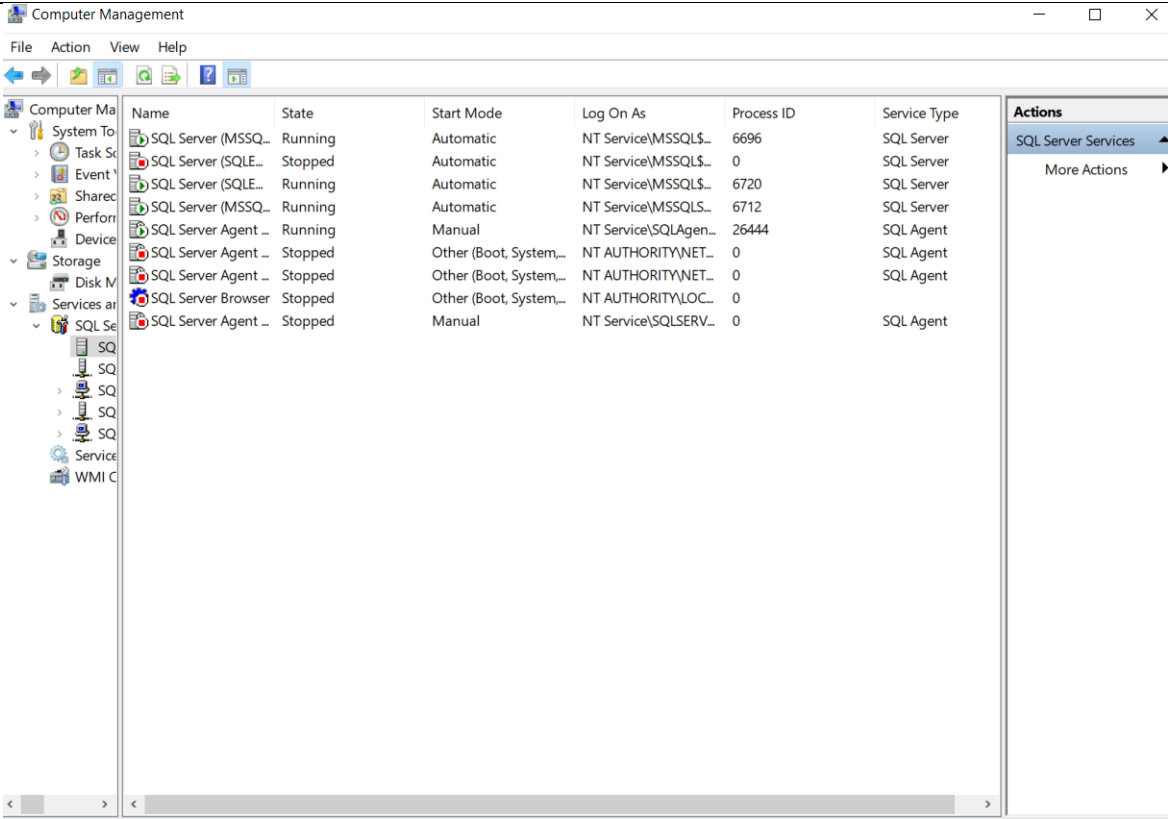 Computer Management
File Action View Help
Computer Ma
System To
Task Sc
Event
Shared
Perforr
Device
Storage
Disk M
Services ar
SQL Se
SQ
SQ
SQ
SQ
SQ
Service
WMI C
Name State Start Mode Log On As Process ID Service Type
SQL Server (MSSQ... Running Automatic NT Service\MSSQL$... 6696 SQL Server
SQL Server (SQLE... Stopped Automatic NT Service\MSSQL$... 0 SQL Server
SQL Server (SQLE... Running Automatic NT Service\MSSQL$... 6720 SQL Server
SQL Server (MSSQ... Running Automatic NT Service\MSSQLS... 6712 SQL Server
SQL Server Agent ... Running Manual NT Service\SQLAgen... 26444 SQL Agent
SQL Server Agent ... Stopped Other (Boot, System,... NT AUTHORITY\NET... 0 SQL Agent
SQL Server Agent ... Stopped Other (Boot, System,... NT AUTHORITY\NET... 0 SQL Agent
SQL Server Browser Stopped Other (Boot, System,... NT AUTHORITY\LOC... 0
SQL Server Agent ... Stopped Manual NT Service\SQLSERV... 0 SQL Agent
Actions
SQL Server Services
More Actions